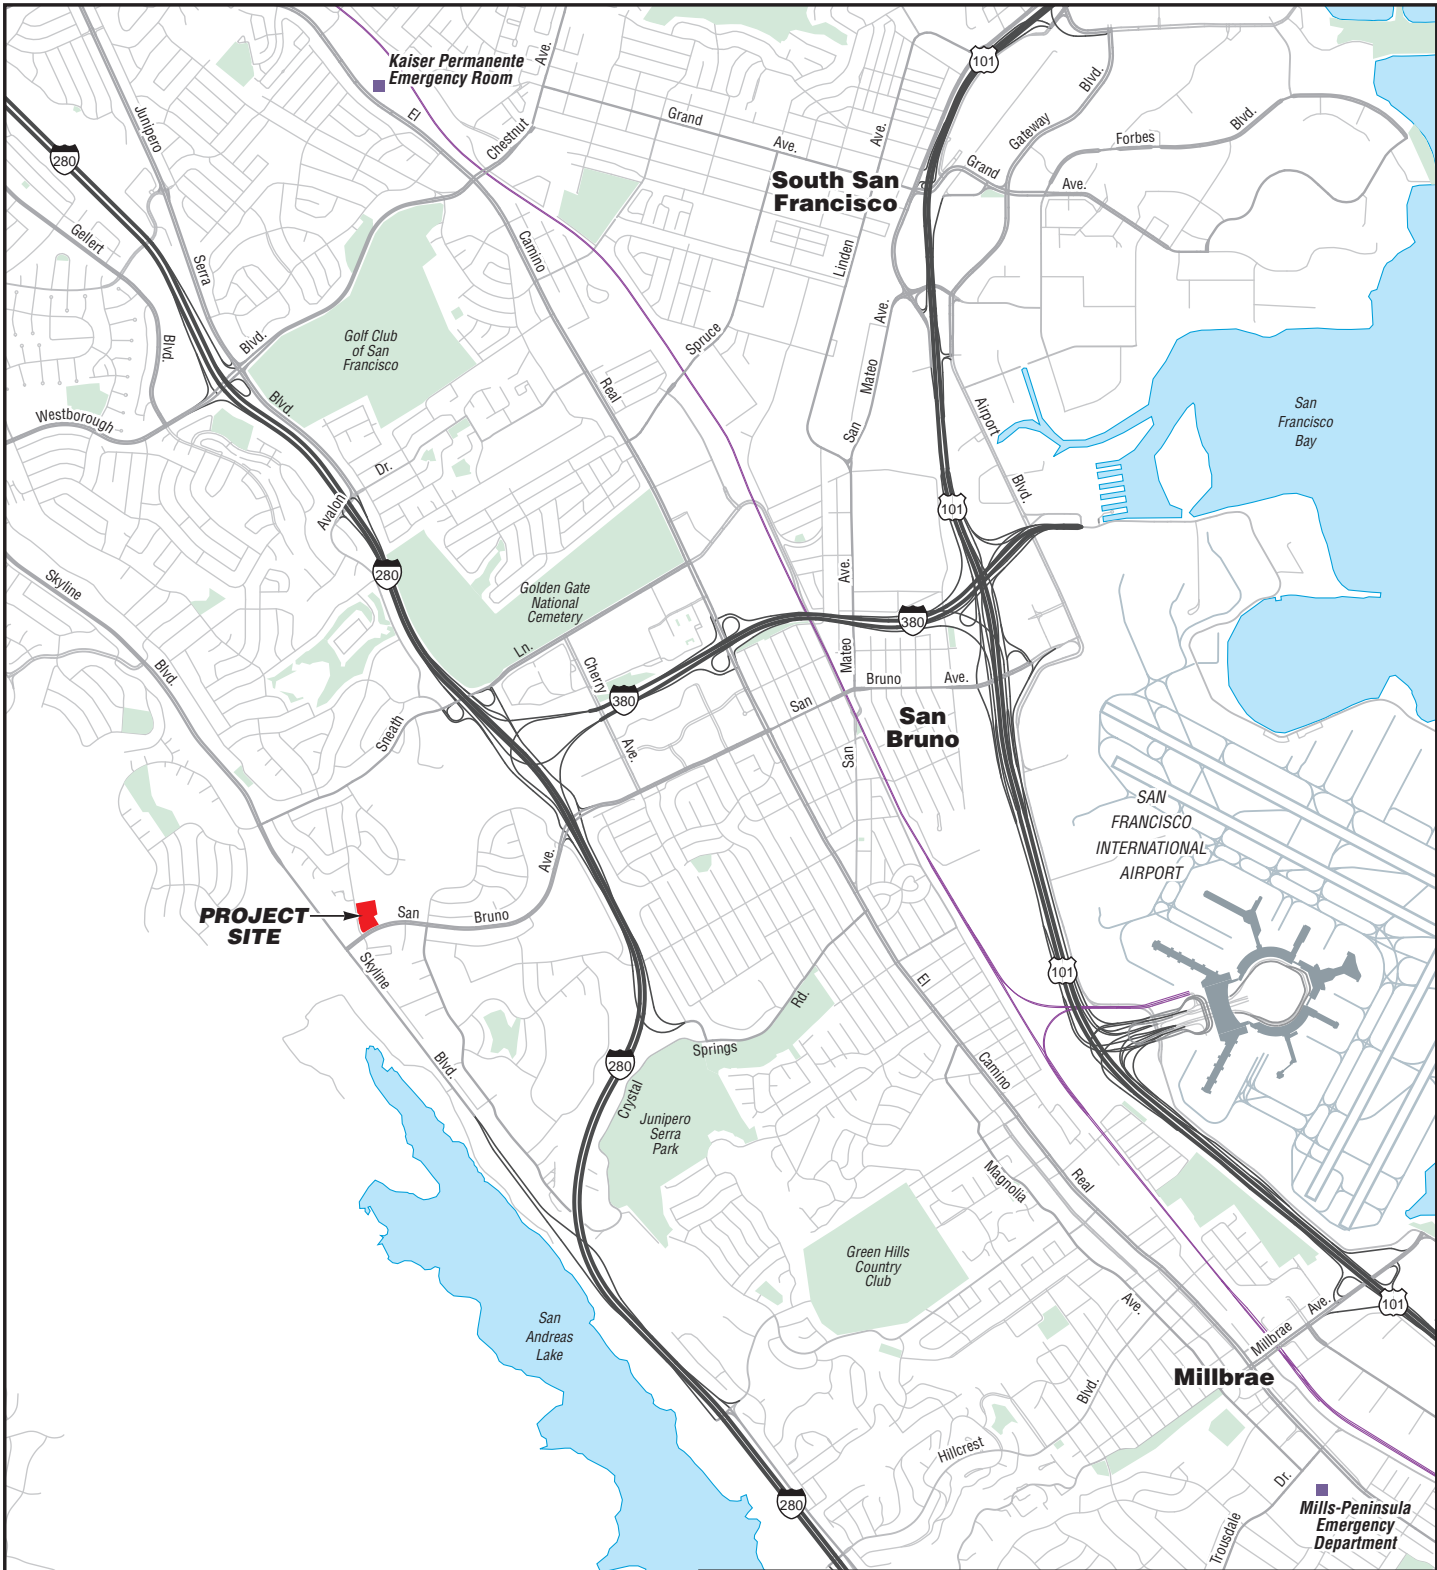 Kaiser Permanente
Emergency Room
Ave.
101
Junipero
El
Chestnut
Grand
Ave.
Ave.
Gateway
Blvd.
Forbes
Blvd.
280
Grand
Ave.
South San
Francisco
Gellert
Serra
Camino
Linden
Blvd.
Blvd.
Golf Club
of San
Francisco
Spruce
Ave.
Mateo
San
Real
Blvd.
Westborough
Airport
Blvd.
San
Francisco
Bay
Dr.
Avalon
101
280
Skyline
Blvd.
Golden Gate
National
Cemetery
Ave.
380
Ln.
Cherry
Mateo
Bruno
Ave.
380
San
San
Bruno
Sneath
Ave.
San
SAN
FRANCISCO
INTERNATIONAL
AIRPORT
Ave.
PROJECT
SITE
San
Bruno
Skyline
101
El
Rd.
Springs
Blvd.
280
Crystal
Camino
Junipero
Serra
Park
Magnolia
Real
Green Hills
Country
Club
Ave.
Ave.
101
San
Andreas
Lake
Millbrae
Millbrae
Blvd.
Hillcrest
Dr.
280
Trousdale
Mills-Peninsula
Emergency
Department